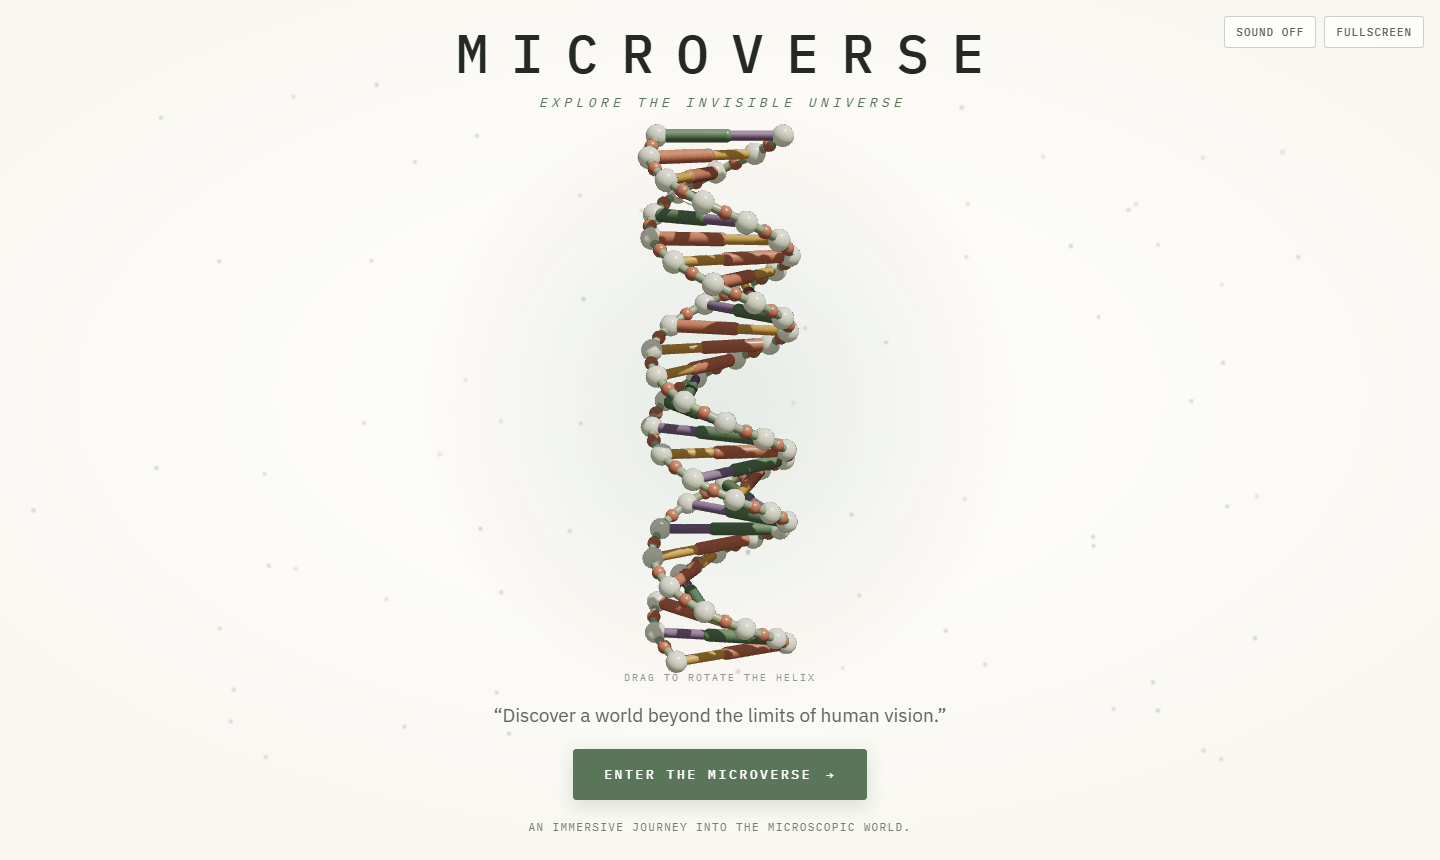 MICROVERSE
SOUND OFF
FULLSCREEN
EXPLORE THE INVISIBLE UNIVERSE
DRAG TO ROTATE THE HELIX
“Discover a world beyond the limits of human vision.”
ENTER THE MICROVERSE →
AN IMMERSIVE JOURNEY INTO THE MICROSCOPIC WORLD.